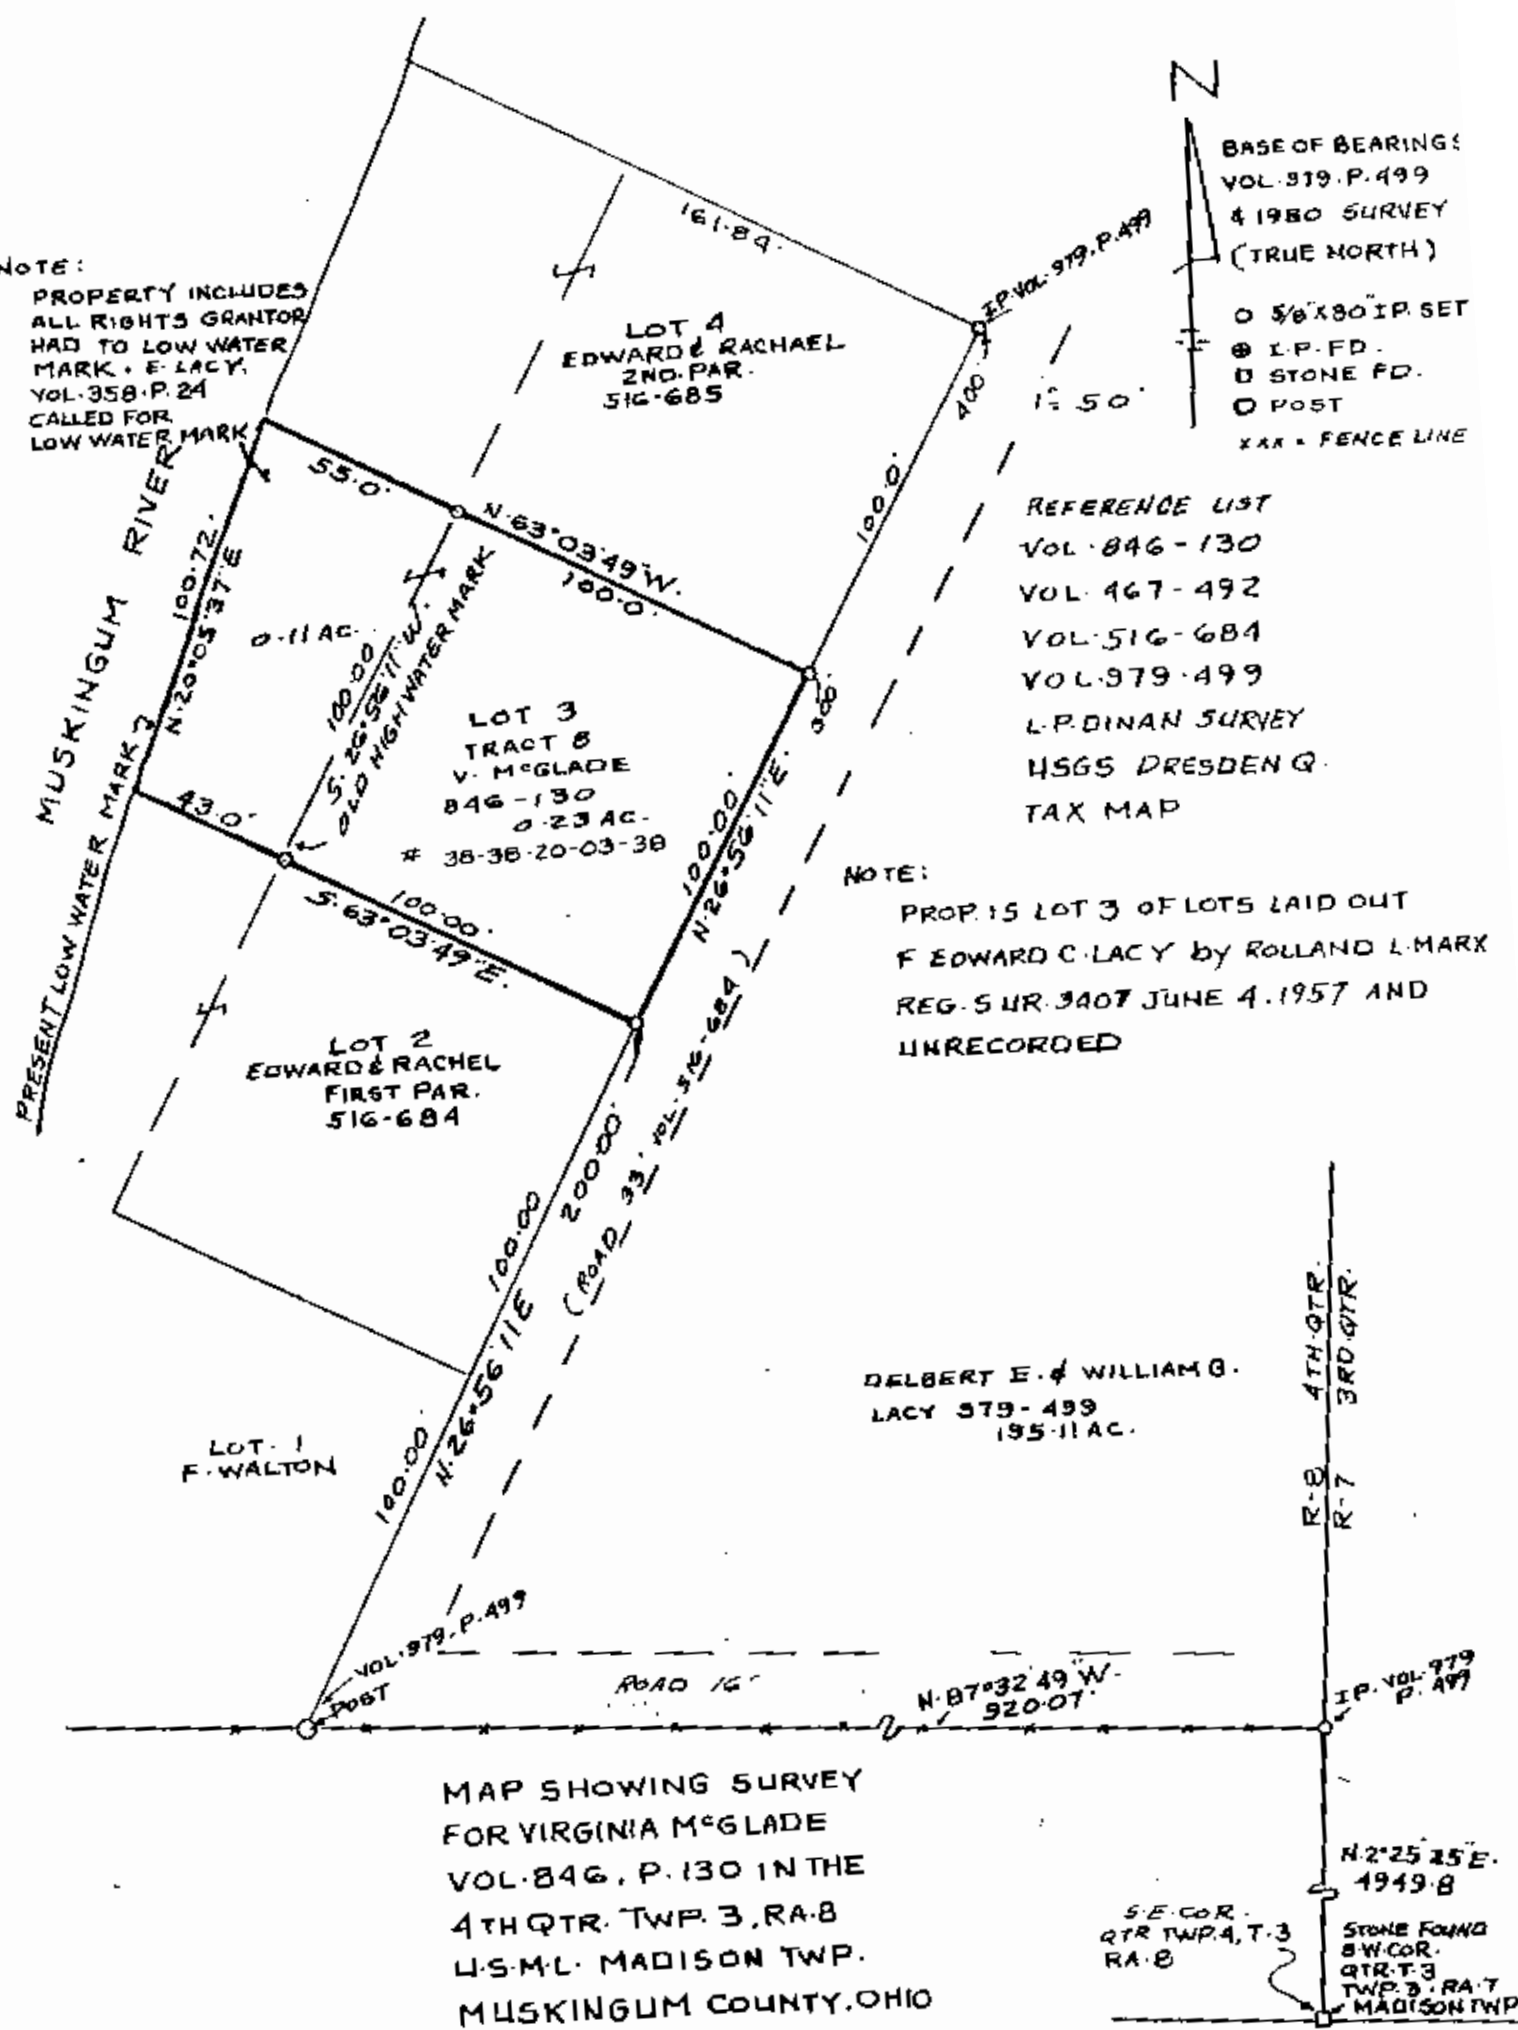 N
BASE OF BEARINGS
VOL. 979. P. 499
& 1980 SURVEY
(TRUE NORTH)
O 5/8"X30" I.P. SET
⊕ I.P. FD.
□ STONE FD.
O POST
xxx = FENCE LINE
1"= 50'
NOTE:
PROPERTY INCLUDES
ALL RIGHTS GRANTOR
HAD TO LOW WATER
MARK. E. LACY.
VOL. 358. P. 24
CALLED FOR
LOW WATER MARK
161.84.
I.P. VOL. 979, P. 499
LOT 4
EDWARD & RACHAEL
2ND. PAR.
516-685
400'
100.0'
REFERENCE LIST
VOL. 846-130
VOL. 467-492
VOL. 516-684
VOL. 979.499
L.P. DINAN SURVEY
USGS DRESDEN Q.
TAX MAP
MUSKINGUM RIVER
55.0'
N. 63°03'49" W.
100.0'
100.72.
N. 20°05'37" E
0.11 AC.
100.00
S. 26°56'11" W.
OLD HIGH WATER MARK
LOT 3
TRACT 8
V. McGLADE
846-130
0.23 AC.
# 38-38-20-03-38
300'
100.00'
N. 26°56'11" E.
PRESENT LOW WATER MARK
43.0'
100.00.
S. 63°03'49" E.
NOTE:
PROP. IS LOT 3 OF LOTS LAID OUT
F EDWARD C. LACY by ROLLAND L. MARX
REG. SUR. 3407 JUNE 4. 1957 AND
UNRECORDED
LOT 2
EDWARD & RACHEL
FIRST PAR.
516-684
200.00'
100.00
(ROAD 33' VOL. 516-684)
N. 26°56'11 E
100.00
LOT. 1
F. WALTON
DELBERT E. & WILLIAM G.
LACY 979-499
195.11 AC.
4TH QTR.
3RD. QTR.
R-8
R-7
VOL. 979, P. 499
POST
ROAD 16'
N. 87°32'49" W.
920.07'
I.P. VOL. 979
P. 499
MAP SHOWING SURVEY
FOR VIRGINIA McGLADE
VOL. 846, P. 130 IN THE
4TH QTR. TWP. 3, RA. 8
U.S.M.L. MADISON TWP.
MUSKINGUM COUNTY, OHIO
N. 2°25' E.
4949.8
S.E. COR.
QTR TWP. 4, T. 3
RA. 8
STONE FOUND
S.W. COR.
QTR. T. 3
TWP. 3, RA. 7
MADISON TWP